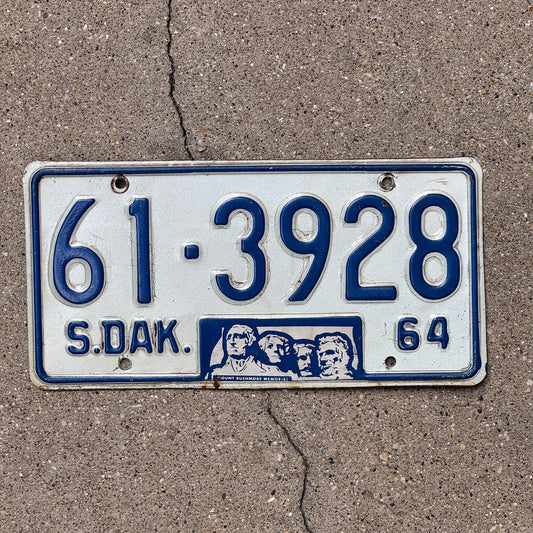 61·3928
S.DAK. 64
MOUNT RUSHMORE MEMORIAL